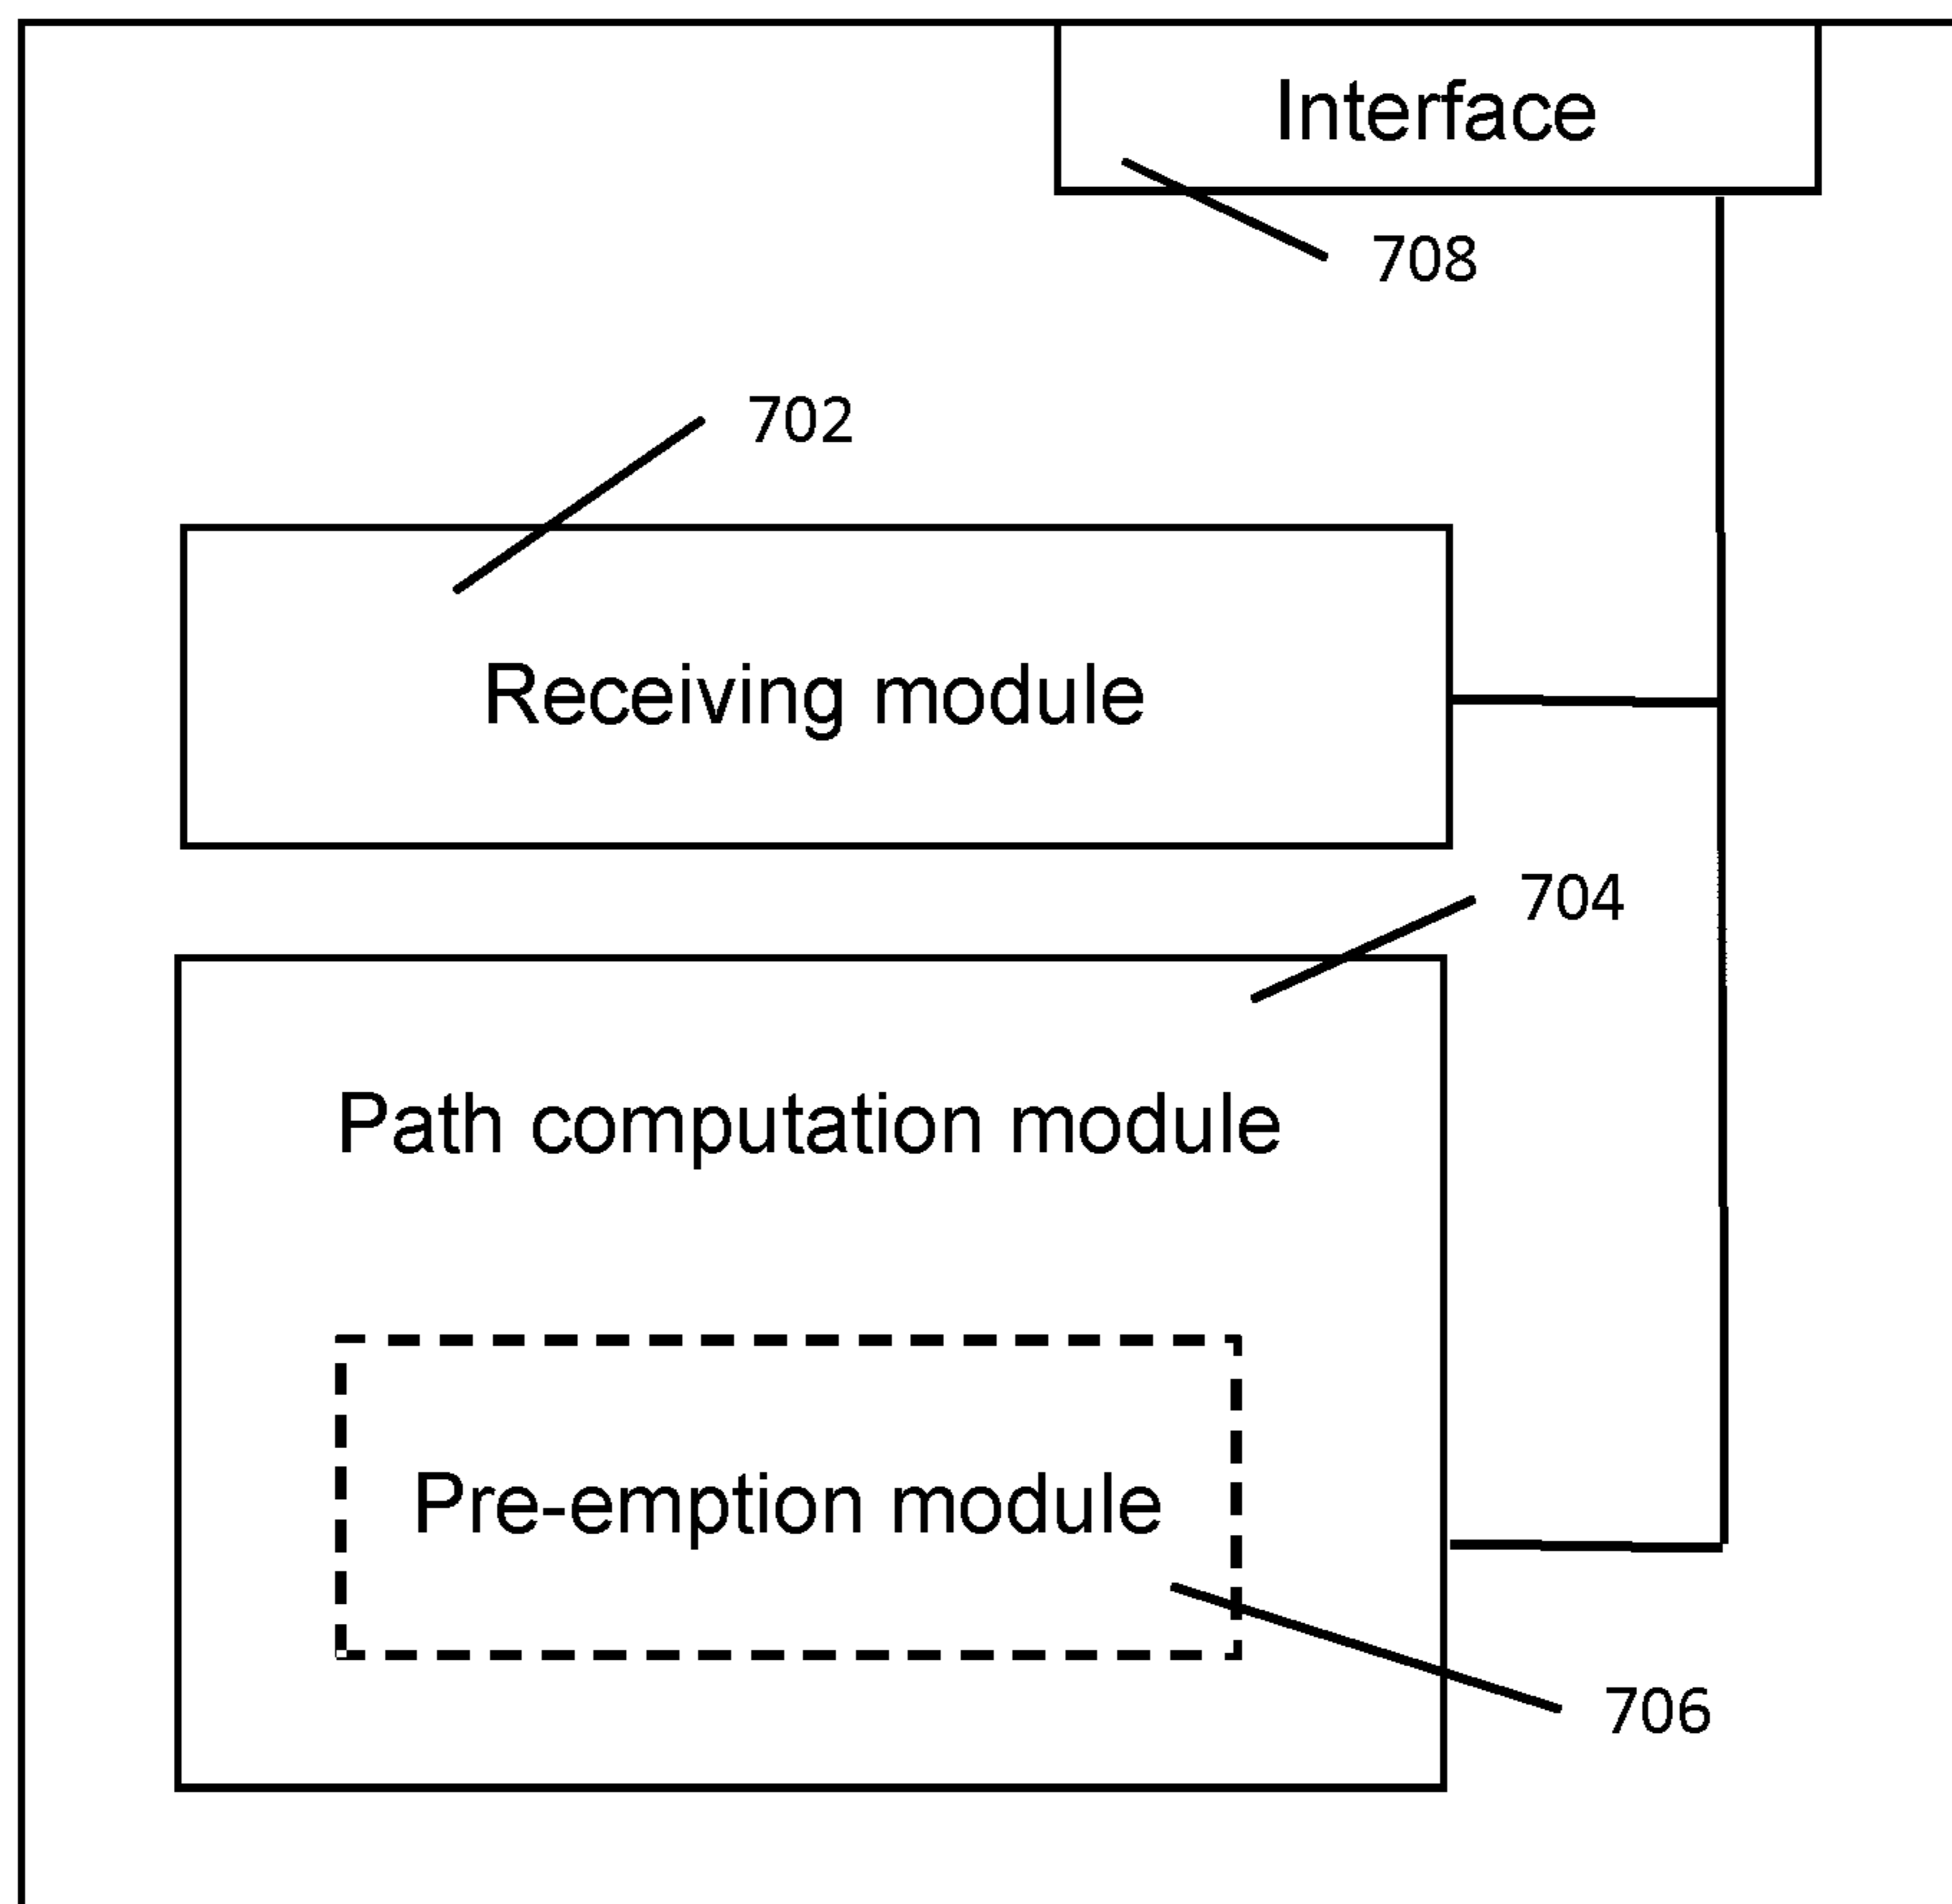 Interface
708
702
Receiving module
704
Path computation module
Pre-emption module
706